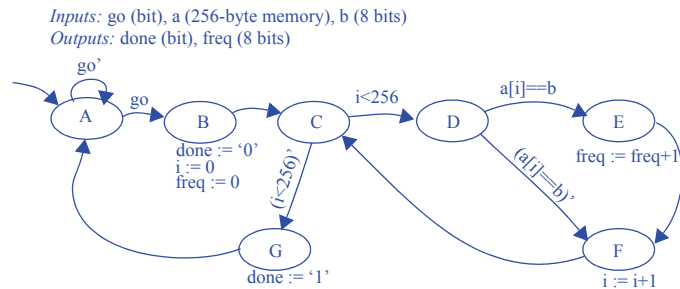 Inputs: go (bit), a (256-byte memory), b (8 bits)
Outputs: done (bit), freq (8 bits)
go’
A
go
B
C
i<256
D
a[i]==b
E
done := ‘0’
i := 0
freq := 0
(i<256)’
(a[i]==b)’
freq := freq+1
G
done := ‘1’
F
i := i+1